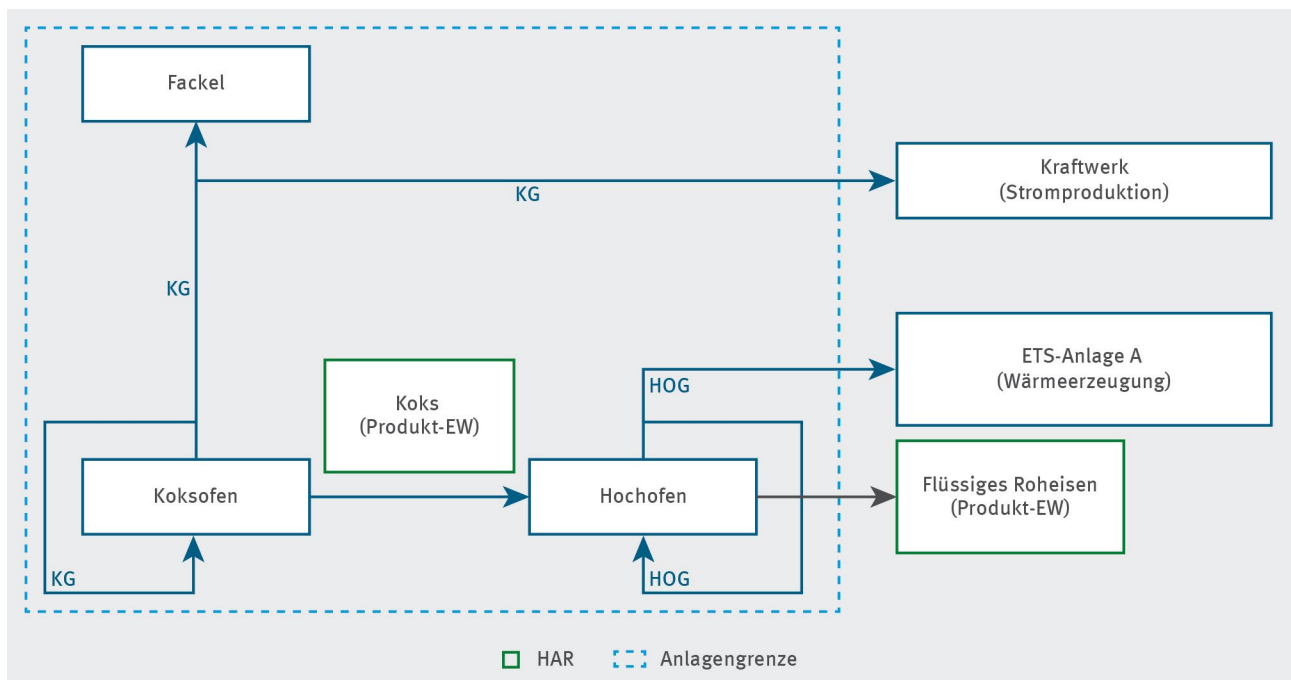 Fackel
Kraftwerk
(Stromproduktion)
KG
KG
ETS-Anlage A
(Wärmeerzeugung)
HOG
Koks
(Produkt-EW)
Koksofen
Hochofen
Flüssiges Roheisen
(Produkt-EW)
KG
HOG
HAR
Anlagengrenze